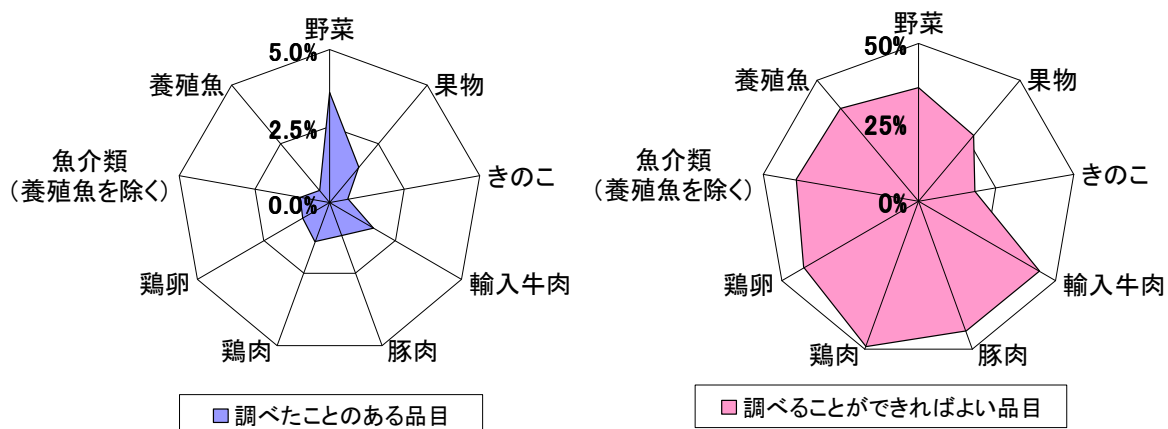 野菜
5.0%
養殖魚
果物
2.5%
魚介類
(養殖魚を除く)
きのこ
0.0%
鶏卵
輸入牛肉
鶏肉
豚肉
調べたことのある品目
野菜
50%
養殖魚
果物
25%
魚介類
(養殖魚を除く)
きのこ
0%
鶏卵
輸入牛肉
鶏肉
豚肉
調べることができればよい品目